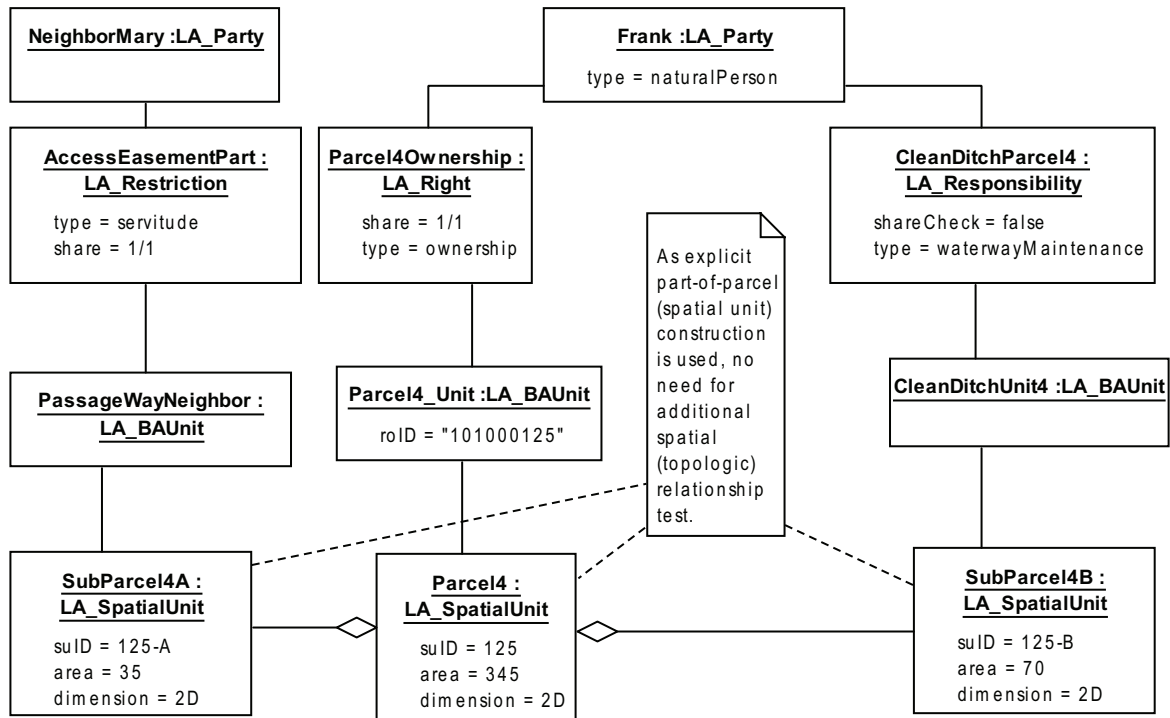 NeighborMary :LA_Party
Frank :LA_Party
type = naturalPerson
AccessEasementPart :
LA_Restriction
type = servitude
share = 1/1
Parcel4Ownership :
LA_Right
share = 1/1
type = ownership
CleanDitchParcel4 :
LA_Responsibility
shareCheck = false
type = waterwayMaintenance
As explicit
part-of-parcel
(spatial unit)
construction
is used, no
need for
additional
spatial
(topologic)
relationship
test.
PassageWayNeighbor :
LA_BAUnit
Parcel4_Unit :LA_BAUnit
roID = "101000125"
CleanDitchUnit4 :LA_BAUnit
SubParcel4A :
LA_SpatialUnit
suID = 125-A
area = 35
dimension = 2D
Parcel4 :
LA_SpatialUnit
suID = 125
area = 345
dimension = 2D
SubParcel4B :
LA_SpatialUnit
suID = 125-B
area = 70
dimension = 2D